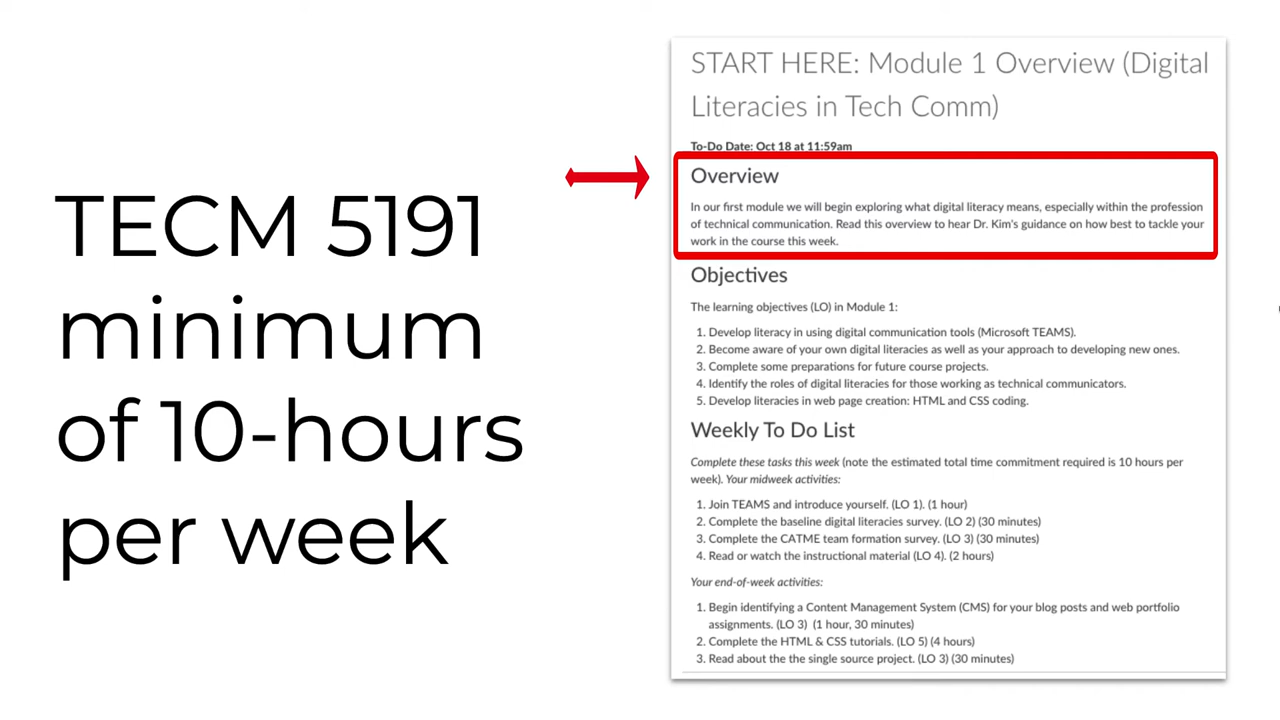 TECM 5191
minimum
of 10-hours
per week
START HERE: Module 1 Overview (Digital
Literacies in Tech Comm)
To-Do Date: Oct 18 at 11:59am
Overview
In our first module we will begin exploring what digital literacy means, especially within the profession
of technical communication. Read this overview to hear Dr. Kim's guidance on how best to tackle your
work in the course this week.
Objectives
The learning objectives (LO) in Module 1:
1. Develop literacy in using digital communication tools (Microsoft TEAMS).
2. Become aware of your own digital literacies as well as your approach to developing new ones.
3. Complete some preparations for future course projects.
4. Identify the roles of digital literacies for those working as technical communicators.
5. Develop literacies in web page creation: HTML and CSS coding.
Weekly To Do List
Complete these tasks this week (note the estimated total time commitment required is 10 hours per
week). Your midweek activities:
1. Join TEAMS and introduce yourself. (LO 1). (1 hour)
2. Complete the baseline digital literacies survey. (LO 2) (30 minutes)
3. Complete the CATME team formation survey. (LO 3) (30 minutes)
4. Read or watch the instructional material (LO 4). (2 hours)
Your end-of-week activities:
1. Begin identifying a Content Management System (CMS) for your blog posts and web portfolio
assignments. (LO 3) (1 hour, 30 minutes)
2. Complete the HTML & CSS tutorials. (LO 5) (4 hours)
3. Read about the the single source project. (LO 3) (30 minutes)